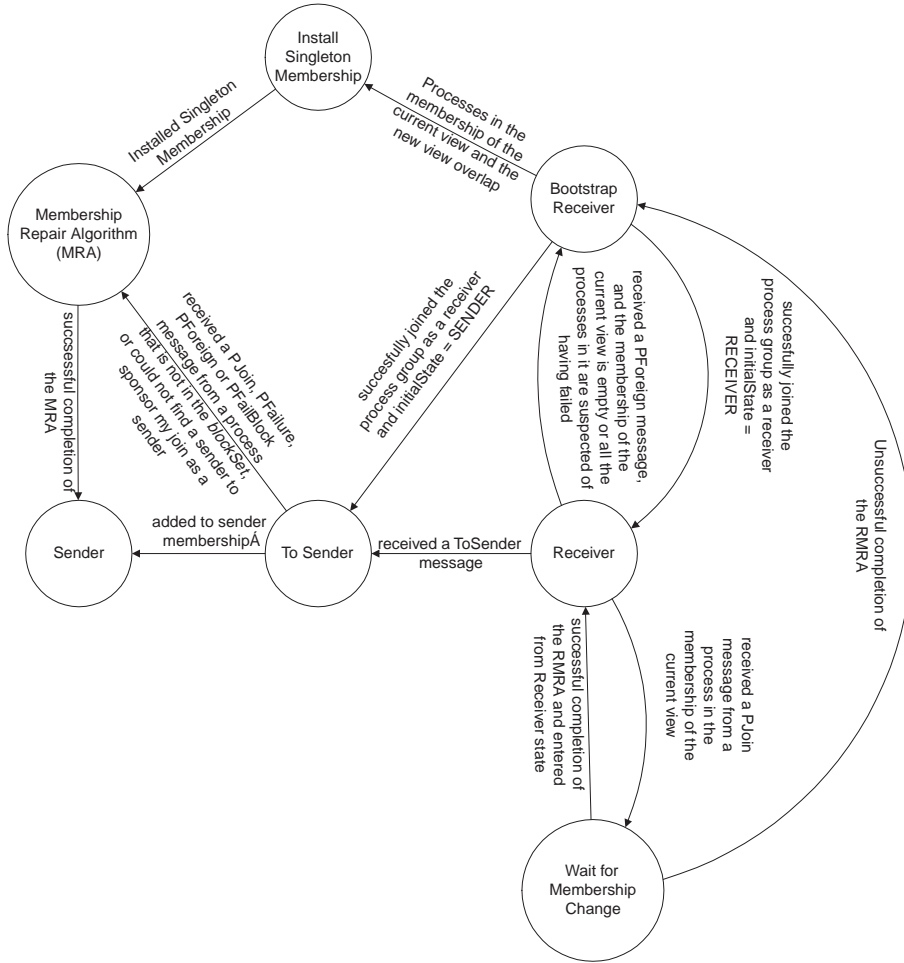 Install
Singleton
Membership
Processes in the
membership of the
current view and the
new view overlap
Installed Singleton
Membership
Bootstrap
Receiver
Membership
Repair Algorithm
(MRA)
successful completion of
the MRA
received a PJoin, PFailure,
PForeign or PFailBlock
message from a process
that is not in the blockSet,
or could not find a sender to
sponsor my join as a
sender
succesfully joined the
process group as a receiver
and initialState = SENDER
received a PForeign message,
and the membership of the
current view is empty or all the
processes in it are suspected of
having failed
succesfully joined the
process group as a receiver
and initialState =
RECEIVER
Unsuccessful completion of
the RMRA
Sender
added to sender
membershipÁ
To Sender
received a ToSender
message
Receiver
successful completion of
the RMRA and entered
from Receiver state
received a PJoin
message from a
process in the
membership of the
current view
Wait for
Membership
Change